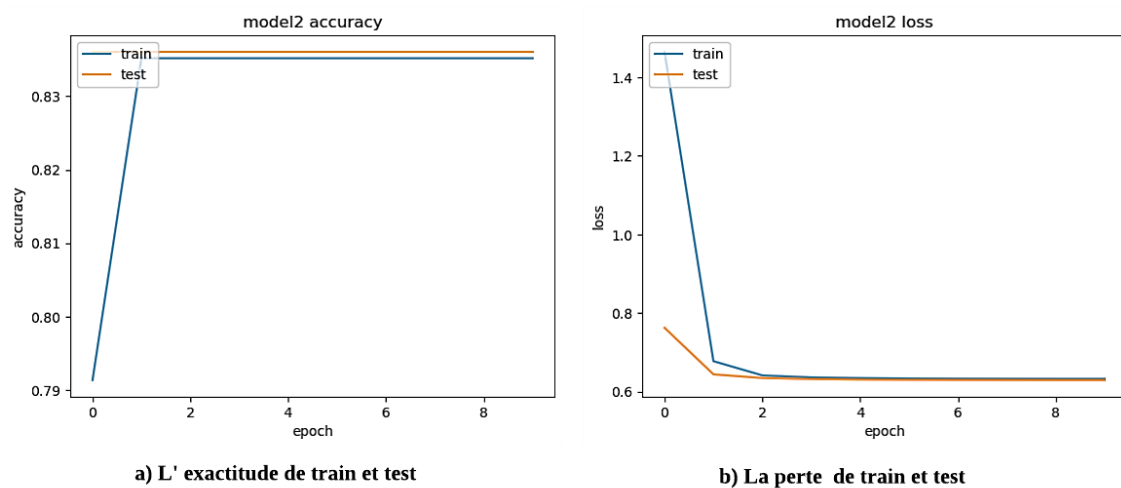 model2 accuracy
train
test
0.83
0.82
0.81
0.80
0.79
accuracy
0 2 4 6 8
epoch
a) L' exactitude de train et test
model2 loss
train
test
1.4
1.2
1.0
0.8
0.6
loss
0 2 4 6 8
epoch
b) La perte de train et test